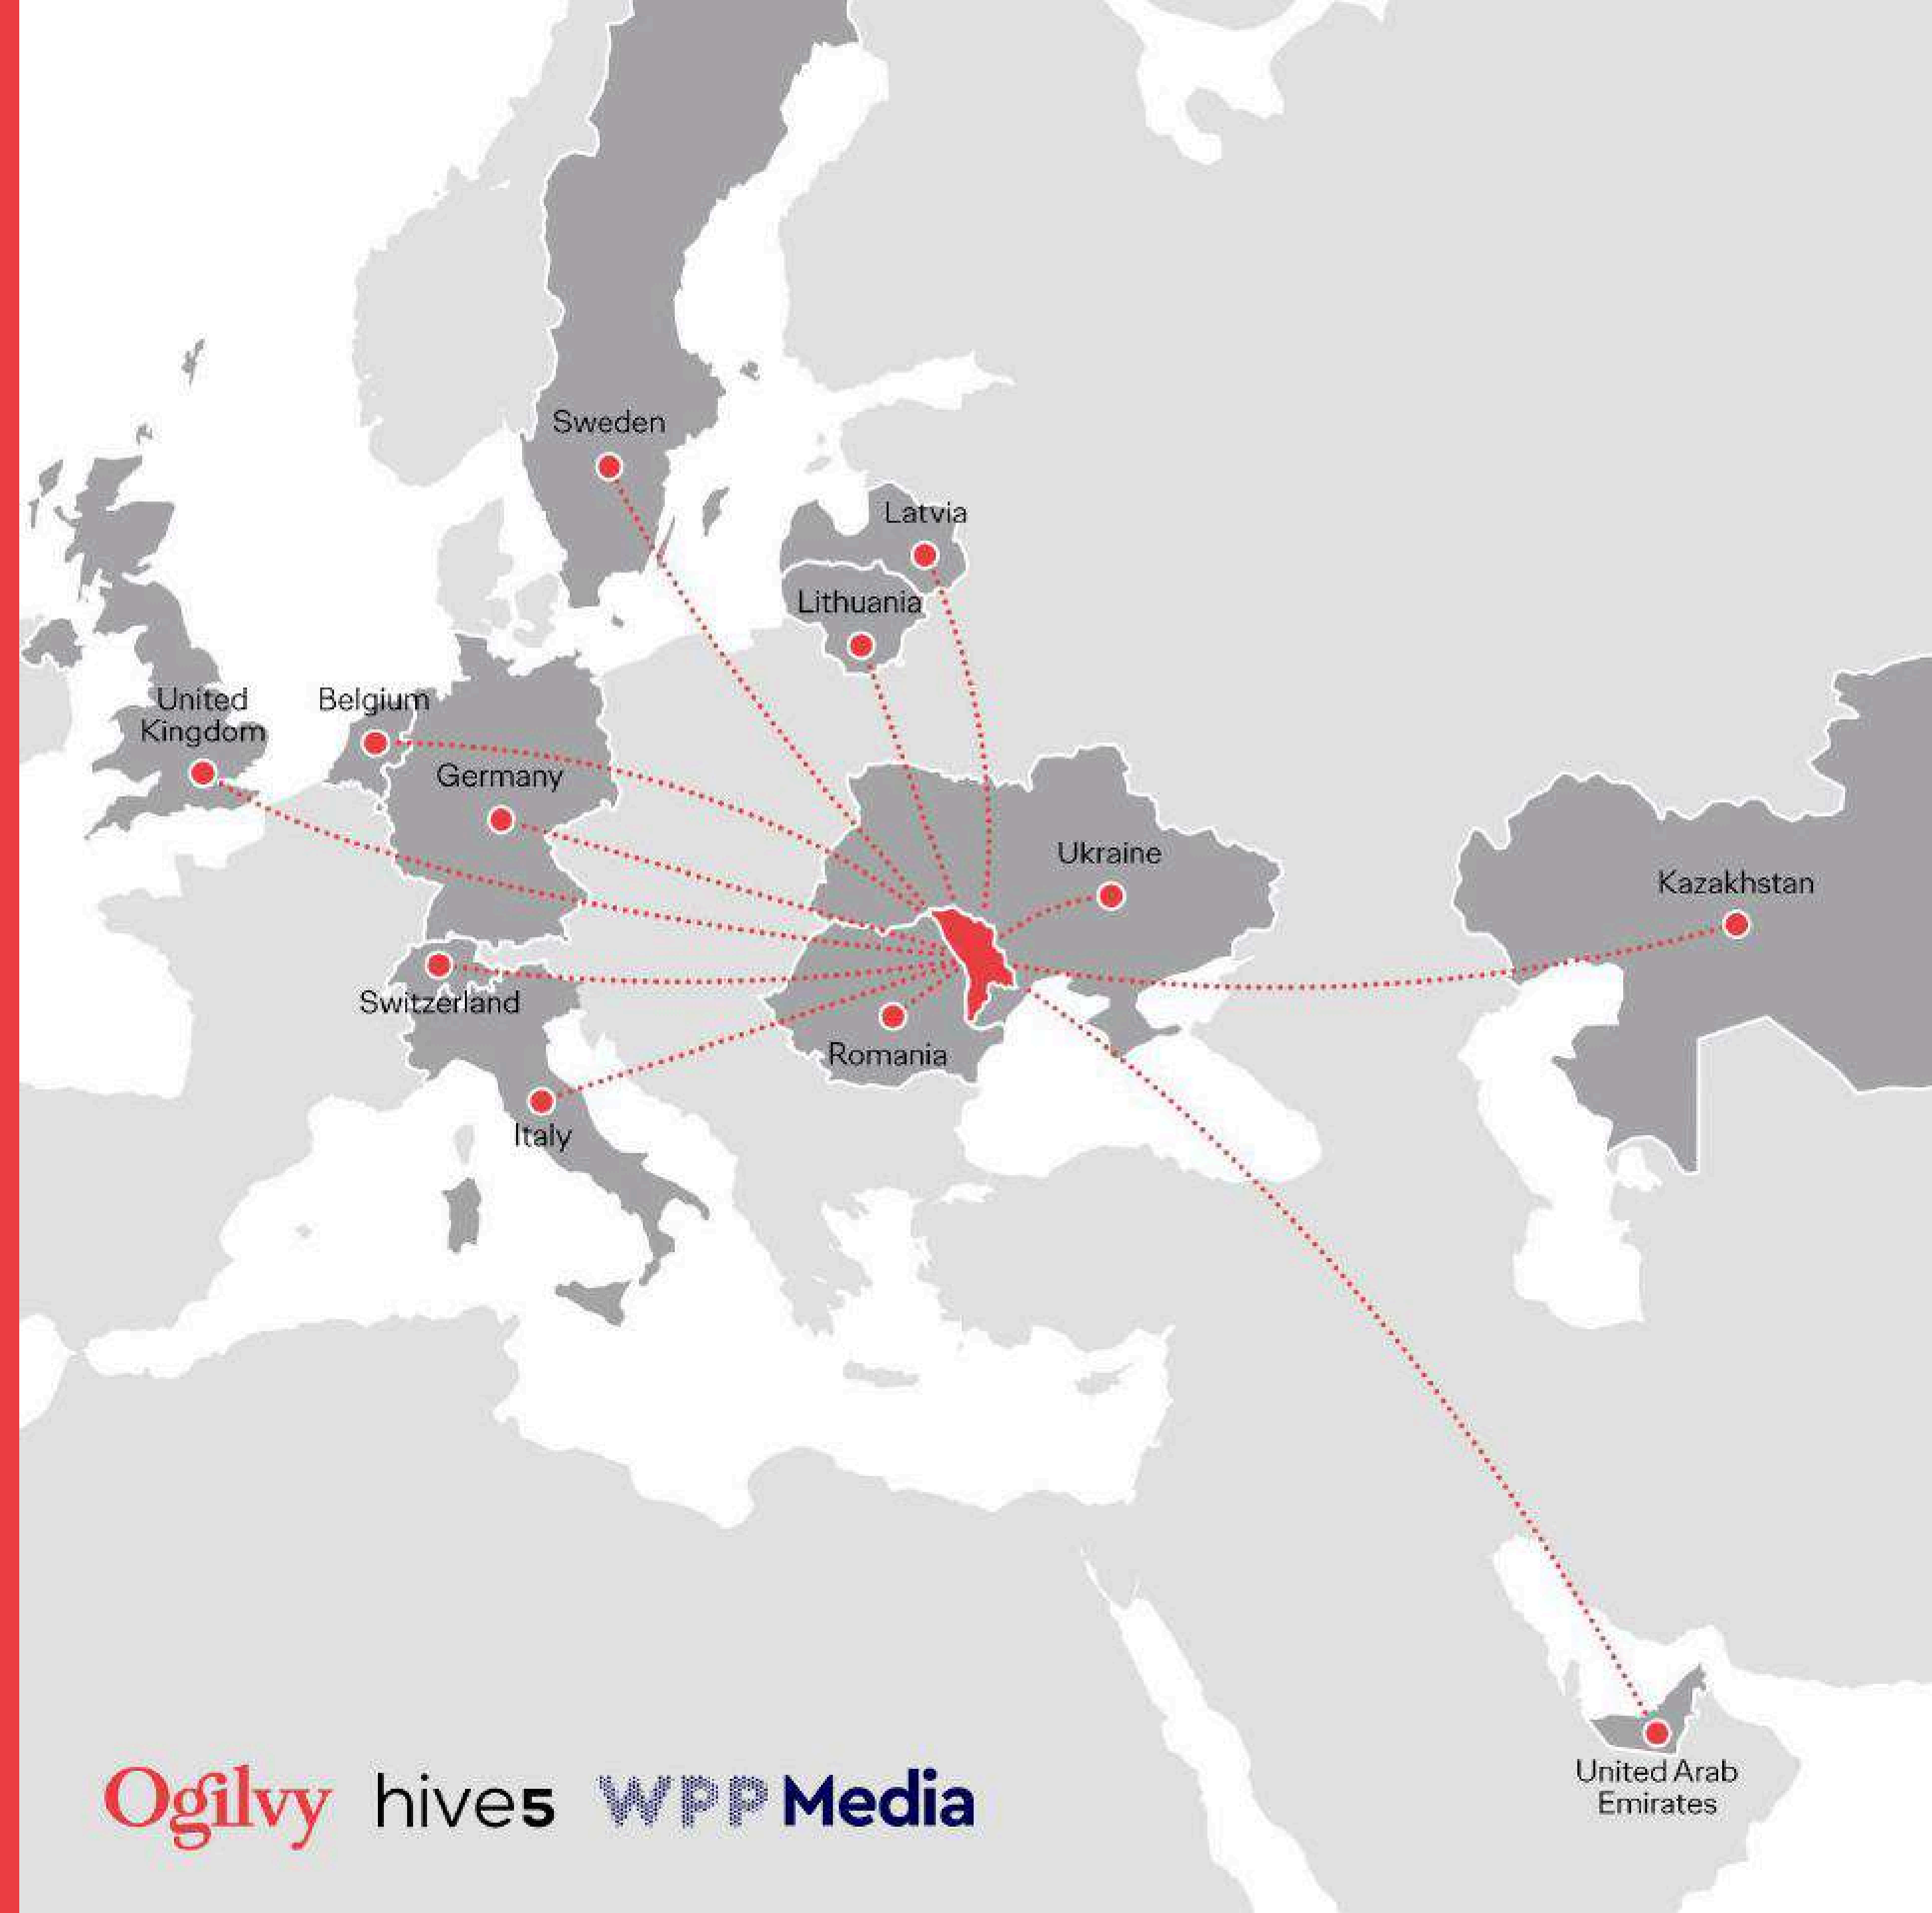 Sweden
Latvia
Lithuania
United
Kingdom
Belgium
Germany
Ukraine
Kazakhstan
Switzerland
Romania
Italy
United Arab
Emirates
Ogilvy hive5 WPP Media